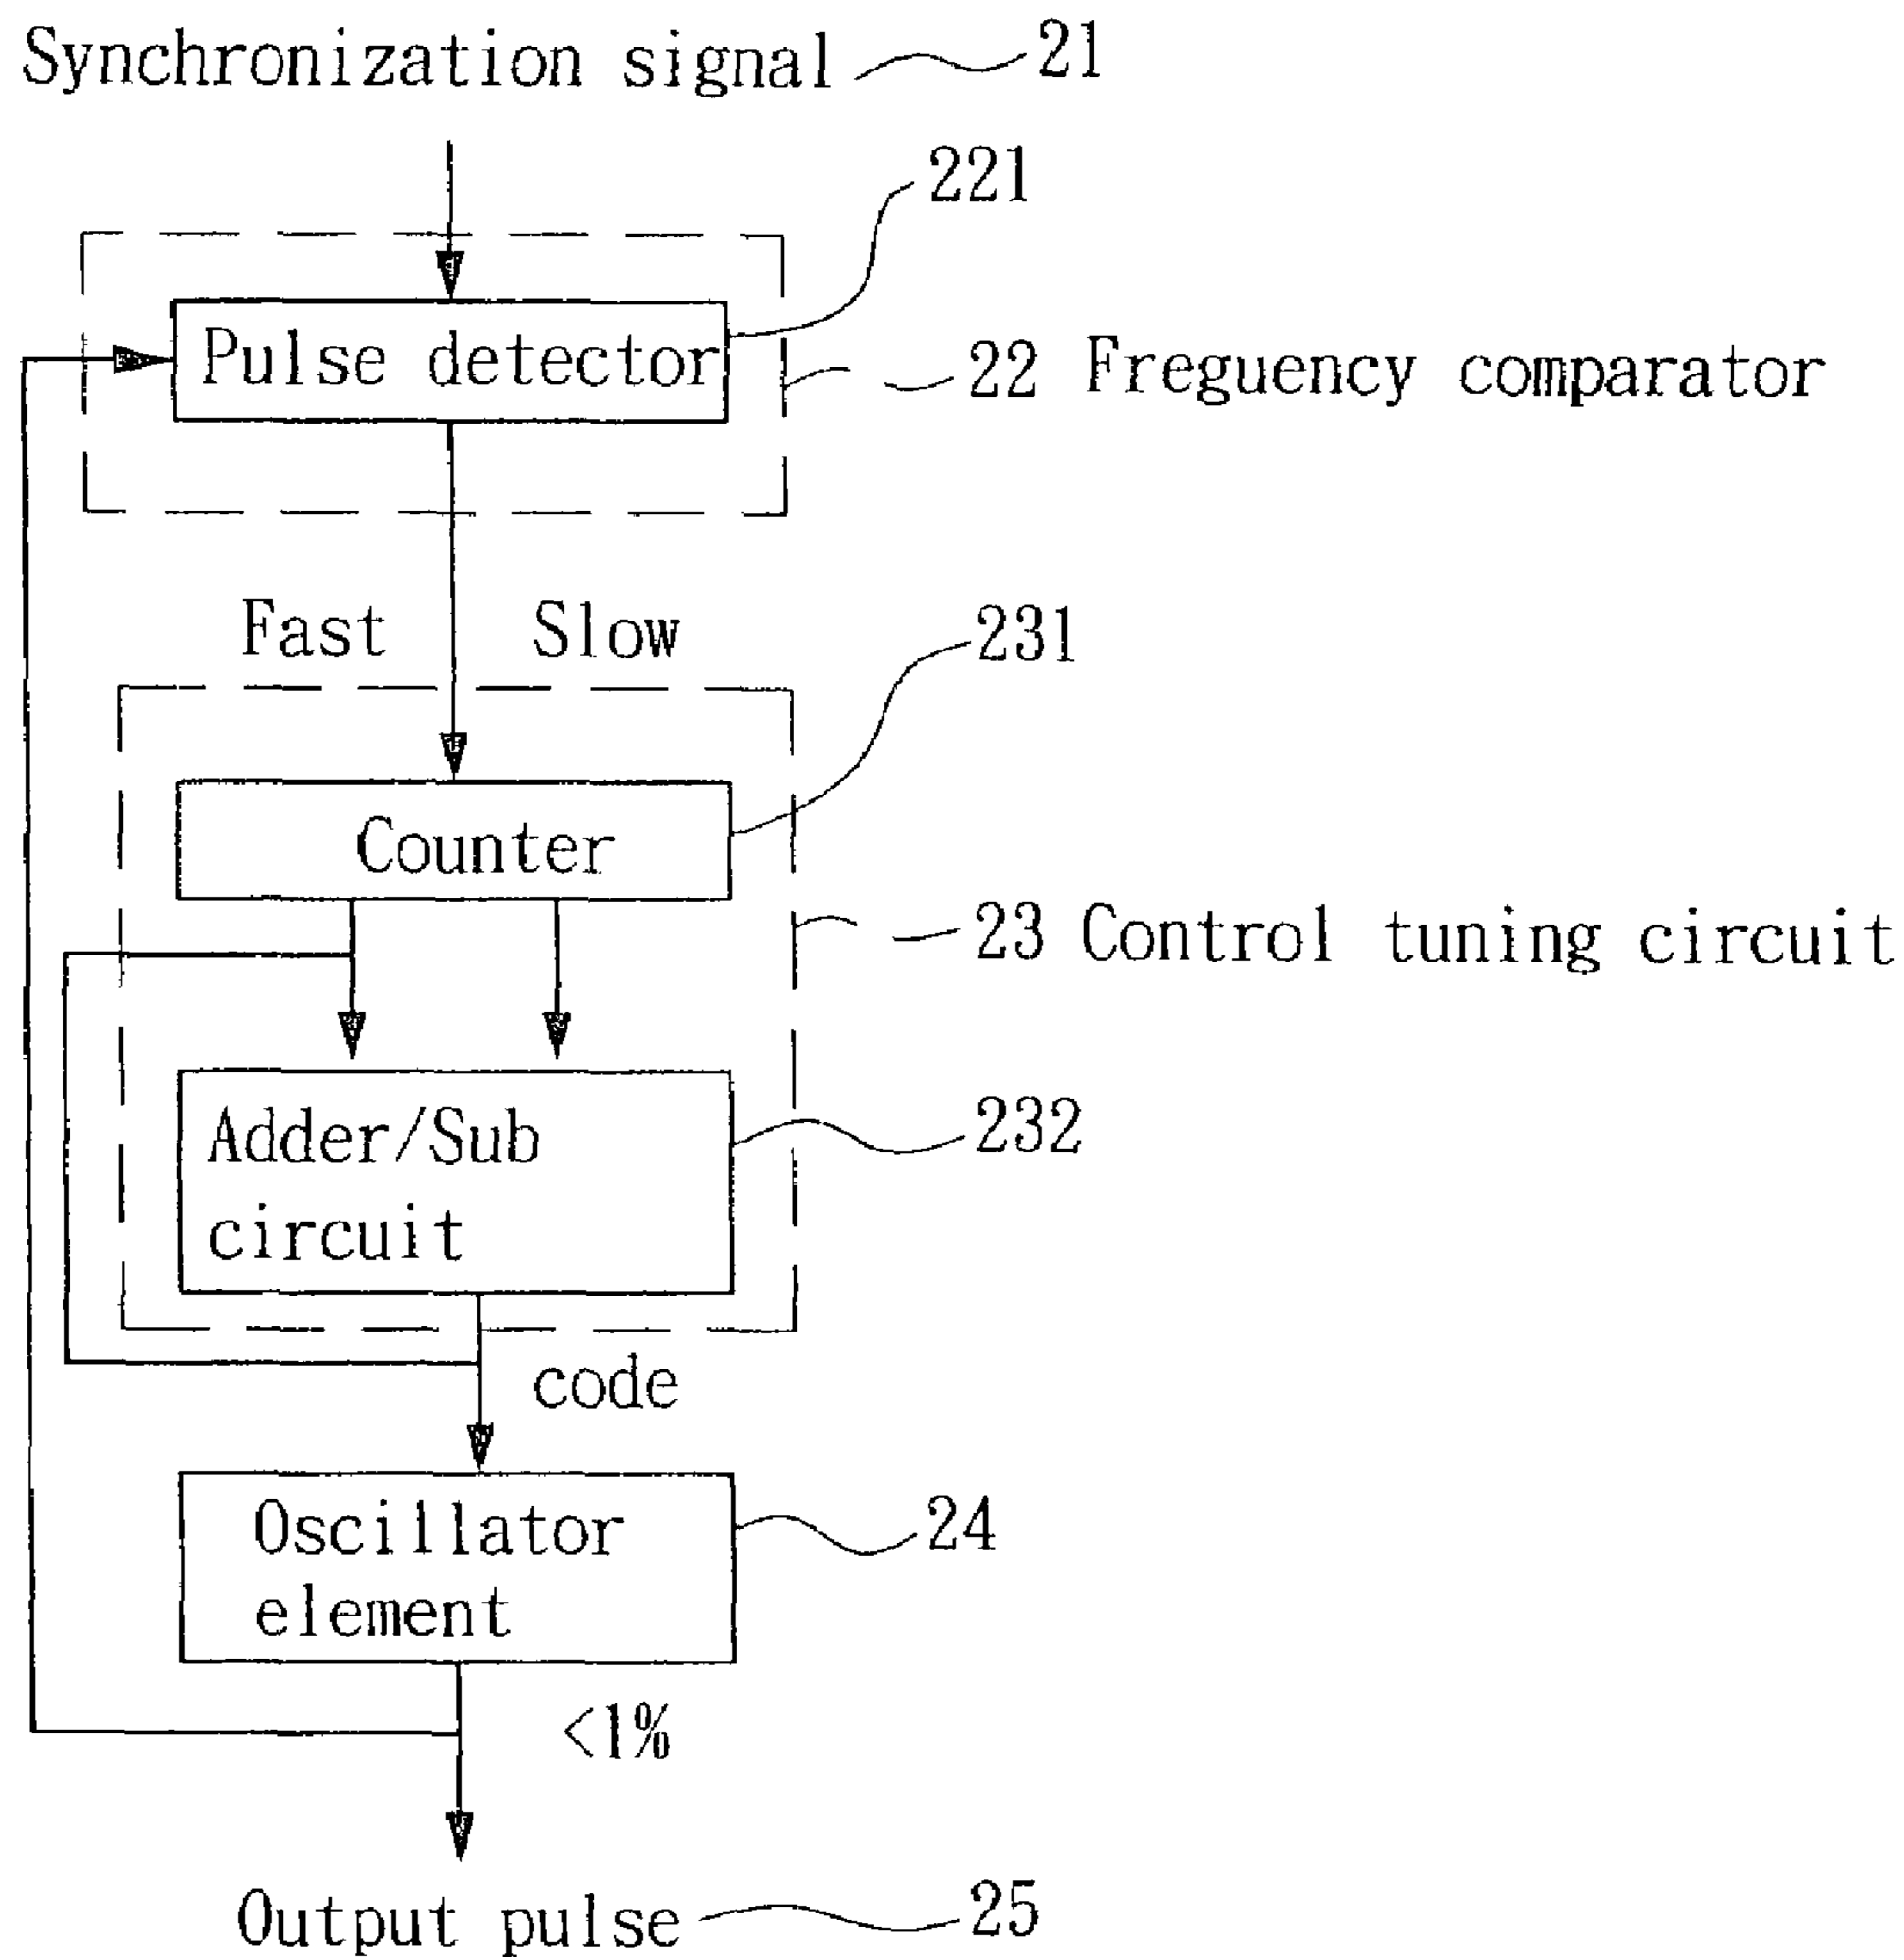 Synchronization signal 21
221
Pulse detector
22 Freguency comparator
Fast Slow
231
Counter
23 Control tuning circuit
Adder/Sub
circuit
232
code
Oscillator
element
24
<1%
Output pulse 25